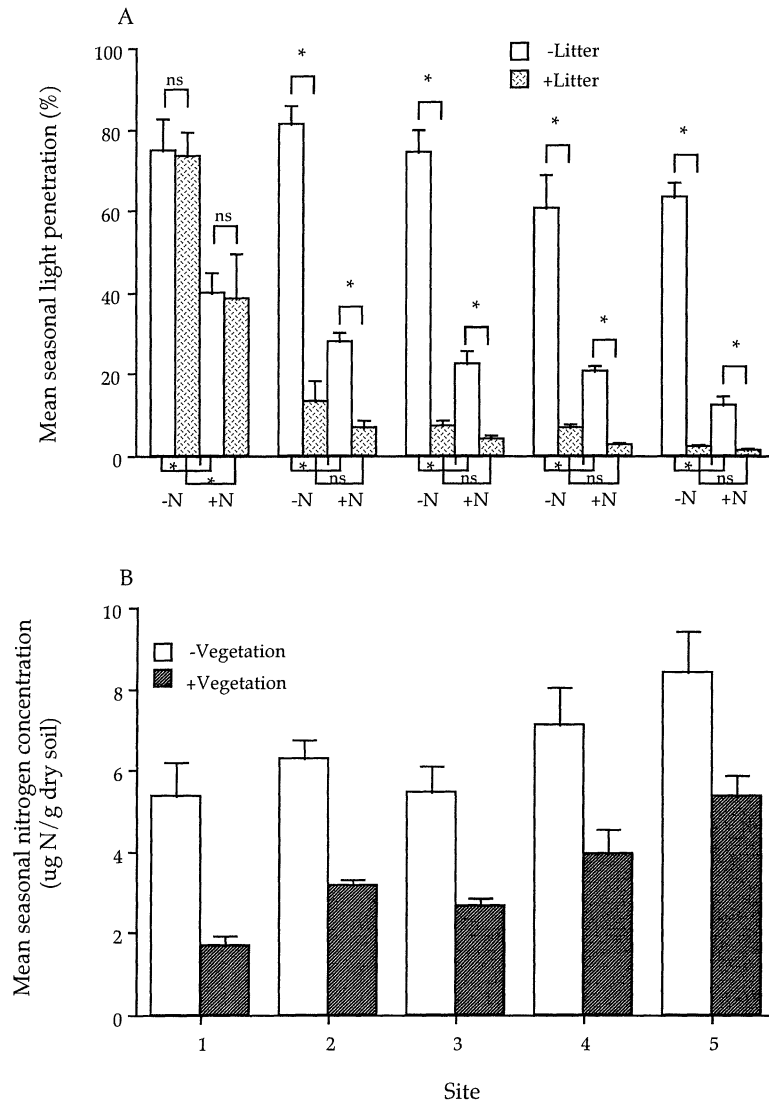 A
Mean seasonal light penetration (%)
100
80
60
40
20
0
-Litter
+Litter
ns
ns
*
*
*
*
*
*
*
*
*
*
* ns
* ns
* ns
* ns
-N +N
-N +N
-N +N
-N +N
-N +N
B
Mean seasonal nitrogen concentration
(ug N/g dry soil)
10
8
6
4
2
0
-Vegetation
+Vegetation
1 2 3 4 5
Site